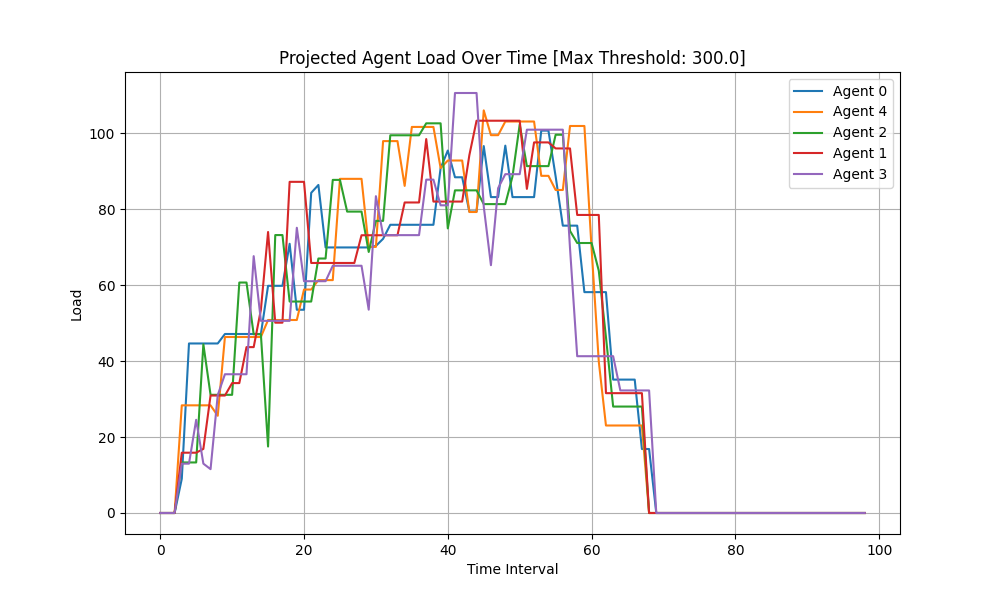 Projected Agent Load Over Time [Max Threshold: 300.0]
Agent 0
Agent 4
Agent 2
Agent 1
Agent 3
Load
100
80
60
40
20
0
0 20 40 60 80 100
Time Interval